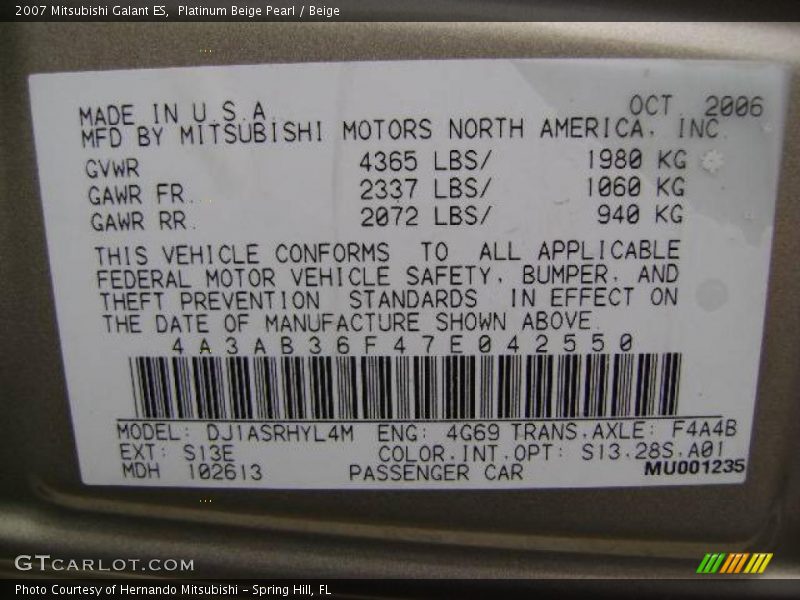 2007 Mitsubishi Galant ES, Platinum Beige Pearl / Beige
OCT 2006
MADE IN U.S.A.
MFD BY MITSUBISHI MOTORS NORTH AMERICA, INC.
GVWR 4365 LBS/ 1980 KG
GAWR FR. 2337 LBS/ 1060 KG
GAWR RR. 2072 LBS/ 940 KG
THIS VEHICLE CONFORMS TO ALL APPLICABLE
FEDERAL MOTOR VEHICLE SAFETY, BUMPER, AND
THEFT PREVENTION STANDARDS IN EFFECT ON
THE DATE OF MANUFACTURE SHOWN ABOVE.
4A3AB36F47E042550
MODEL: DJ1ASRHYL4M ENG: 4G69 TRANS.AXLE: F4A4B
EXT: S13E COLOR.INT.OPT: S13.28S.A01
MDH 102613 PASSENGER CAR MU001235
GTCARLOT.COM
Photo Courtesy of Hernando Mitsubishi - Spring Hill, FL